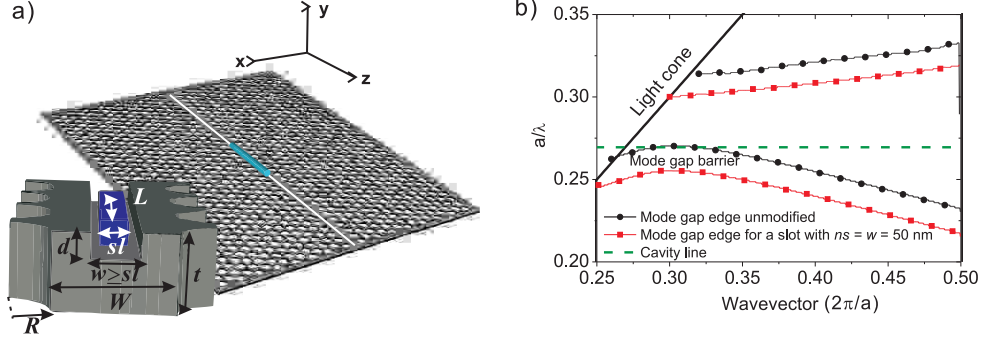 a)
y
x
z
L
d
sl
w≥sl
t
W
R
b)
0.35
0.30
0.25
0.20
a/λ
Light cone
Mode gap barrier
Mode gap edge unmodified
Mode gap edge for a slot with ns = w = 50 nm
Cavity line
0.25 0.30 0.35 0.40 0.45 0.50
Wavevector (2π/a)